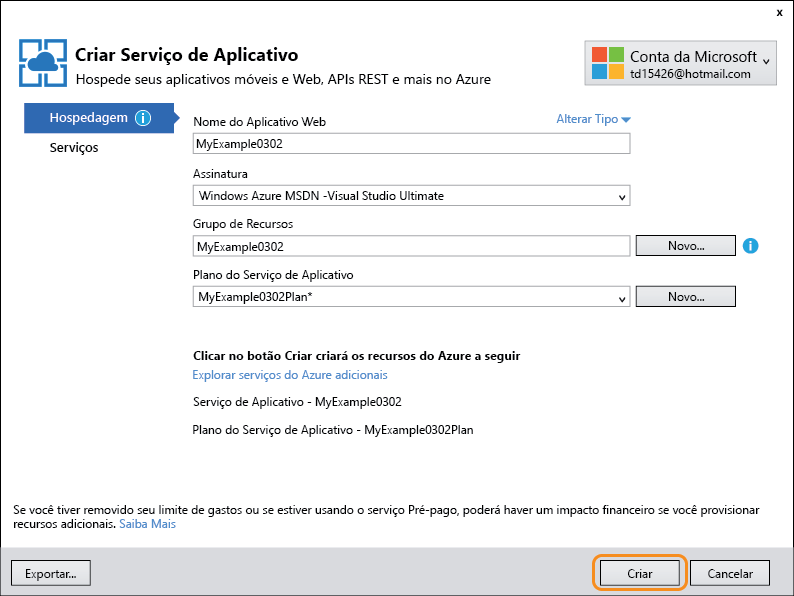 x
Criar Serviço de Aplicativo
Hospede seus aplicativos móveis e Web, APIs REST e mais no Azure
Conta da Microsoft
td15426@hotmail.com
Hospedagem i
Serviços
Nome do Aplicativo Web
Alterar Tipo
MyExample0302
Assinatura
Windows Azure MSDN -Visual Studio Ultimate
Grupo de Recursos
MyExample0302
Novo...
i
Plano do Serviço de Aplicativo
MyExample0302Plan*
Novo...
Clicar no botão Criar criará os recursos do Azure a seguir
Explorar serviços do Azure adicionais
Serviço de Aplicativo - MyExample0302
Plano do Serviço de Aplicativo - MyExample0302Plan
Se você tiver removido seu limite de gastos ou se estiver usando o serviço Pré-pago, poderá haver um impacto financeiro se você provisionar
recursos adicionais. Saiba Mais
Exportar...
Criar
Cancelar